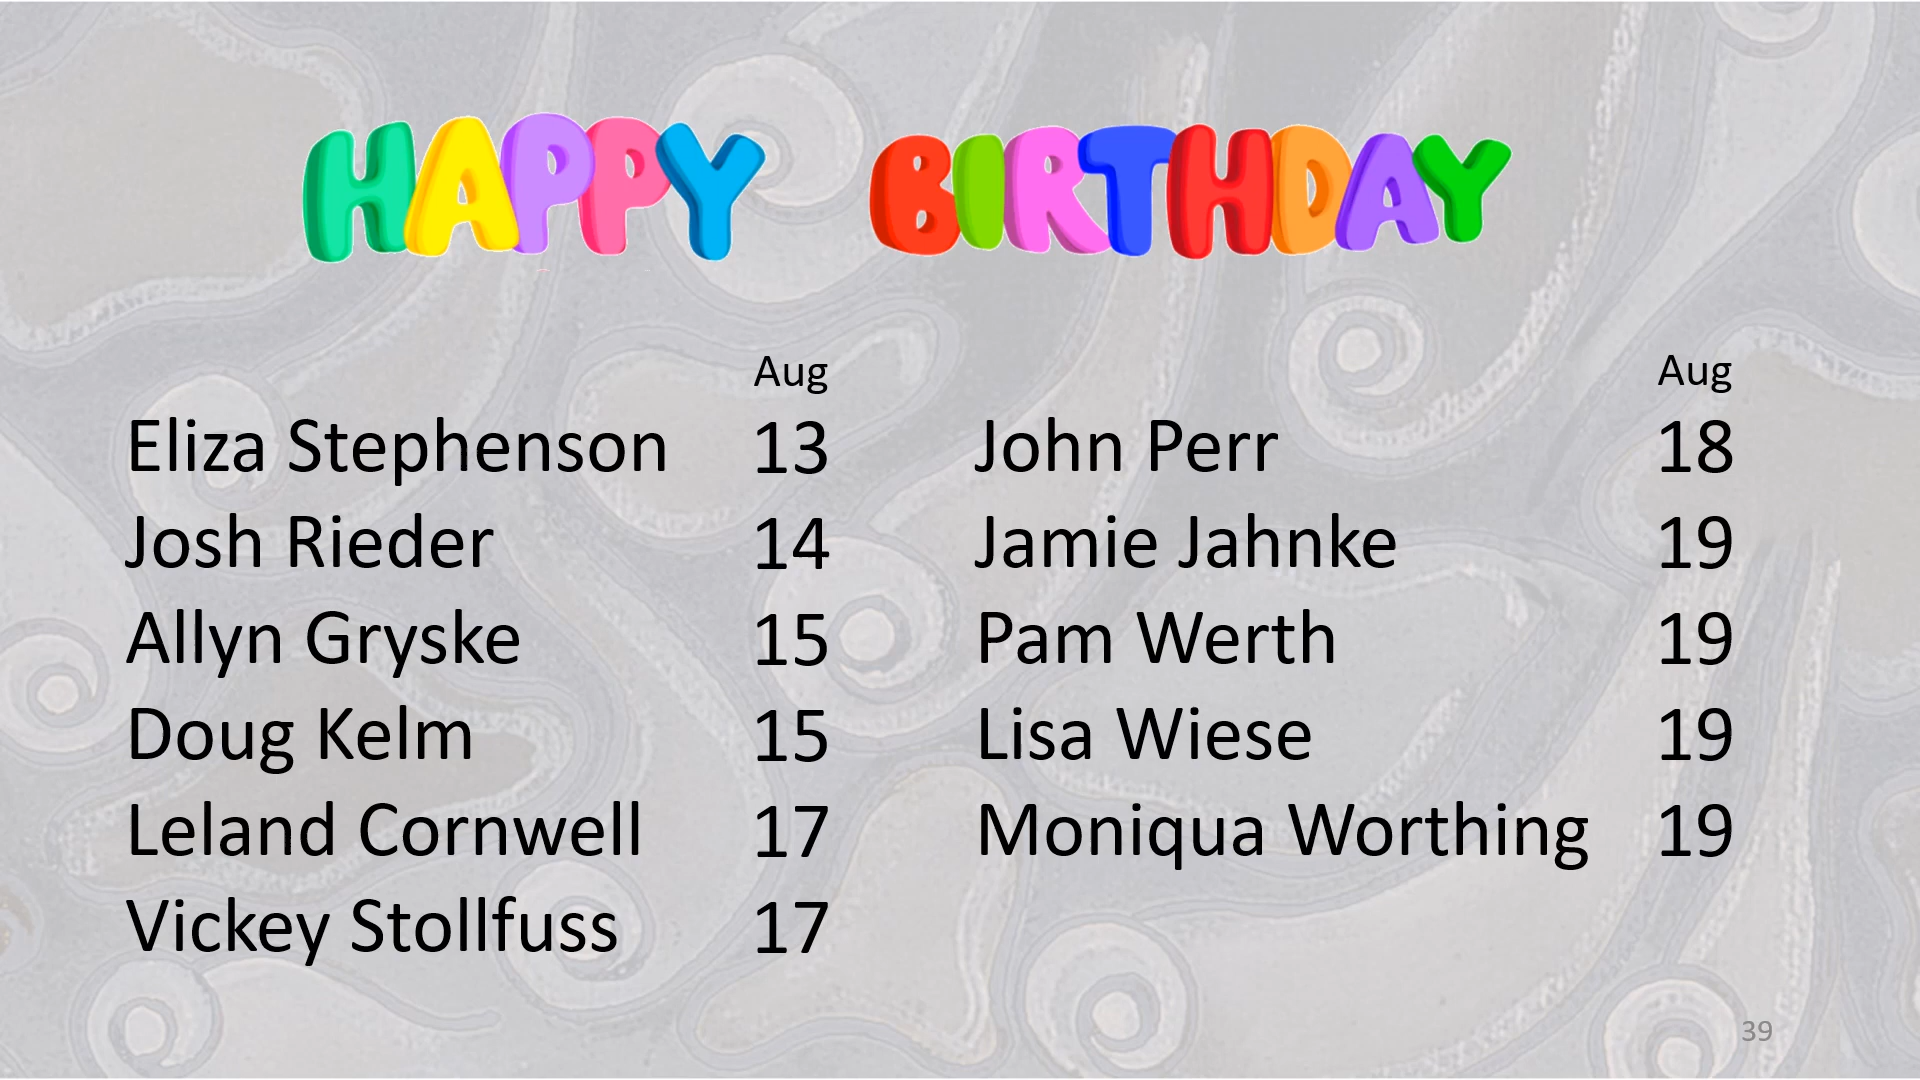 HAPPY BIRTHDAY
Aug
Eliza Stephenson 13
Josh Rieder 14
Allyn Gryske 15
Doug Kelm 15
Leland Cornwell 17
Vickey Stollfuss 17
Aug
John Perr 18
Jamie Jahnke 19
Pam Werth 19
Lisa Wiese 19
Moniqua Worthing 19
39